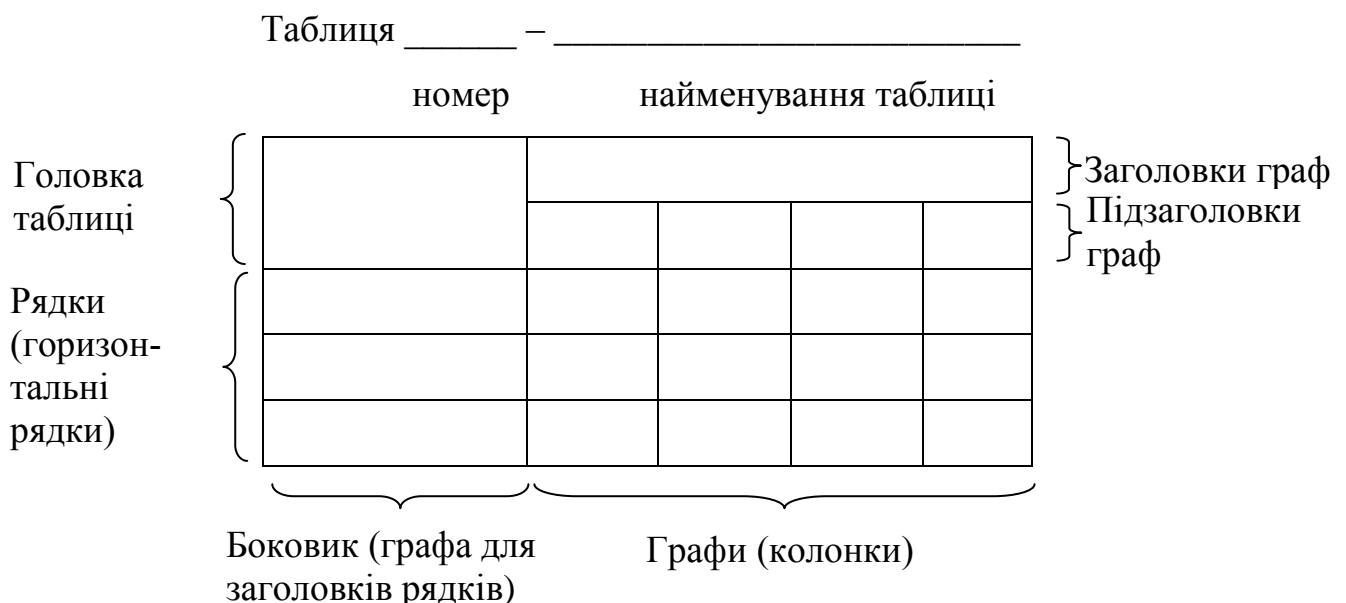 Таблиця ______ – _________________________
номер найменування таблиці
Головка
таблиці
Заголовки граф
Підзаголовки
граф
Рядки
(горизон-
тальні
рядки)
Боковик (графа для
заголовків рядків)
Графи (колонки)